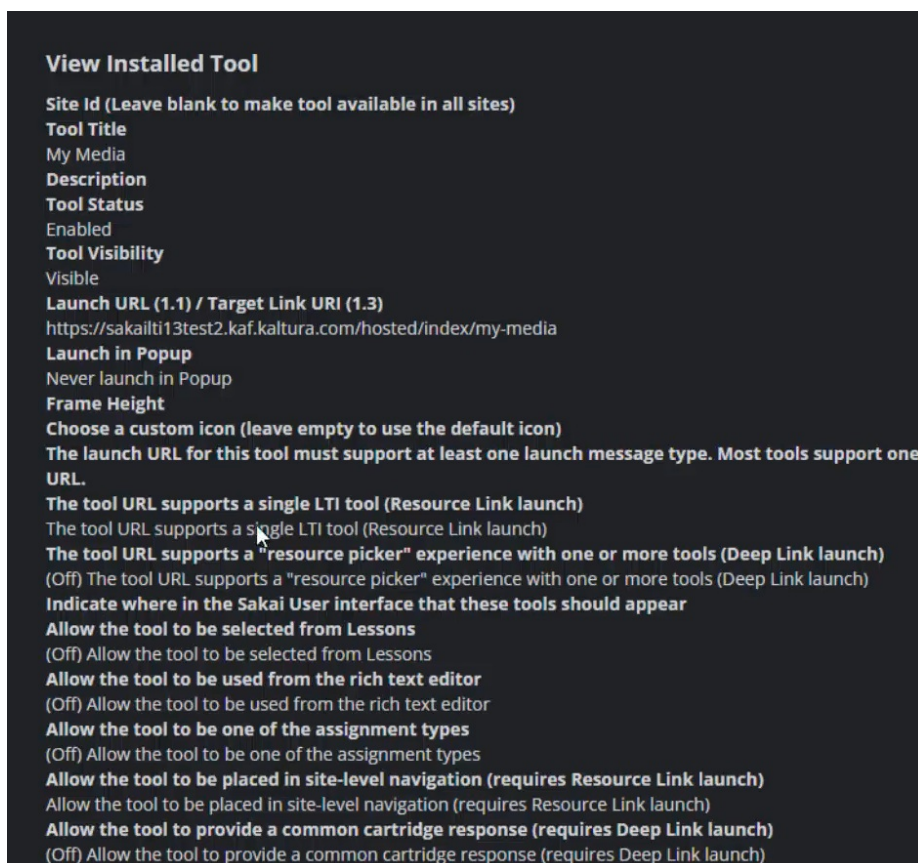 View Installed Tool
Site Id (Leave blank to make tool available in all sites)
Tool Title
My Media
Description
Tool Status
Enabled
Tool Visibility
Visible
Launch URL (1.1) / Target Link URI (1.3)
https://sakailti13test2.kaf.kaltura.com/hosted/index/my-media
Launch in Popup
Never launch in Popup
Frame Height
Choose a custom icon (leave empty to use the default icon)
The launch URL for this tool must support at least one launch message type. Most tools support one
URL.
The tool URL supports a single LTI tool (Resource Link launch)
The tool URL supports a single LTI tool (Resource Link launch)
The tool URL supports a "resource picker" experience with one or more tools (Deep Link launch)
(Off) The tool URL supports a "resource picker" experience with one or more tools (Deep Link launch)
Indicate where in the Sakai User interface that these tools should appear
Allow the tool to be selected from Lessons
(Off) Allow the tool to be selected from Lessons
Allow the tool to be used from the rich text editor
(Off) Allow the tool to be used from the rich text editor
Allow the tool to be one of the assignment types
(Off) Allow the tool to be one of the assignment types
Allow the tool to be placed in site-level navigation (requires Resource Link launch)
Allow the tool to be placed in site-level navigation (requires Resource Link launch)
Allow the tool to provide a common cartridge response (requires Deep Link launch)
(Off) Allow the tool to provide a common cartridge response (requires Deep Link launch)